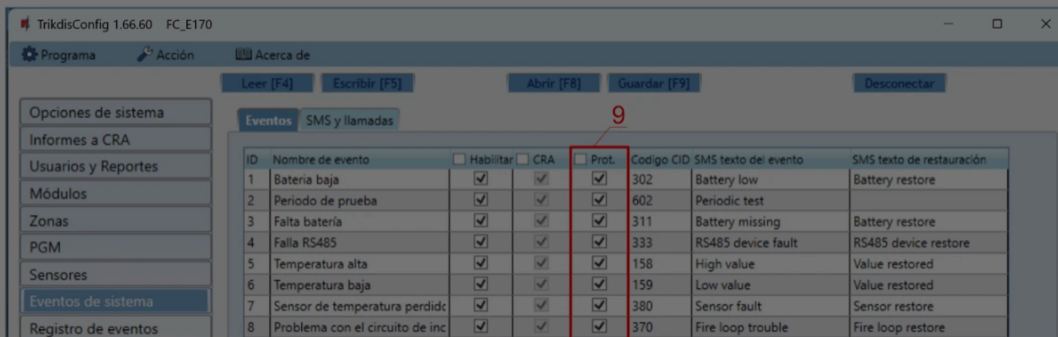 TrikdisConfig 1.66.60 FC_E170
Programa Acción Acerca de
Leer [F4] Escribir [F5] Abrir [F8] Guardar [F9] Desconectar
Opciones de sistema
Informes a CRA
Usuarios y Reportes
Módulos
Zonas
PGM
Sensores
Eventos de sistema
Registro de eventos
Eventos SMS y llamadas
9
ID Nombre de evento Habilitar CRA Prot. Codigo CID SMS texto del evento SMS texto de restauración
1 Bateria baja 302 Battery low Battery restore
2 Periodo de prueba 602 Periodic test
3 Falta batería 311 Battery missing Battery restore
4 Falla RS485 333 RS485 device fault RS485 device restore
5 Temperatura alta 158 High value Value restored
6 Temperatura baja 159 Low value Value restored
7 Sensor de temperatura perdido 380 Sensor fault Sensor restore
8 Problema con el circuito de inc 370 Fire loop trouble Fire loop restore